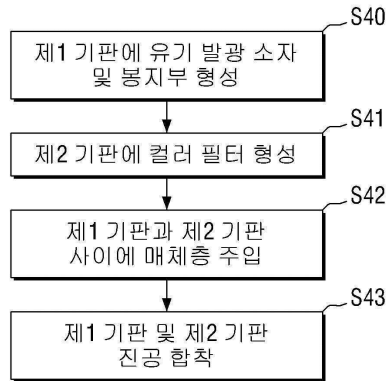 S40
제1 기판에 유기 발광 소자
및 봉지부 형성
S41
제2 기판에 컬러 필터 형성
S42
제1 기판과 제2 기판
사이에 매체층 주입
S43
제1 기판 및 제2 기판
진공 합착